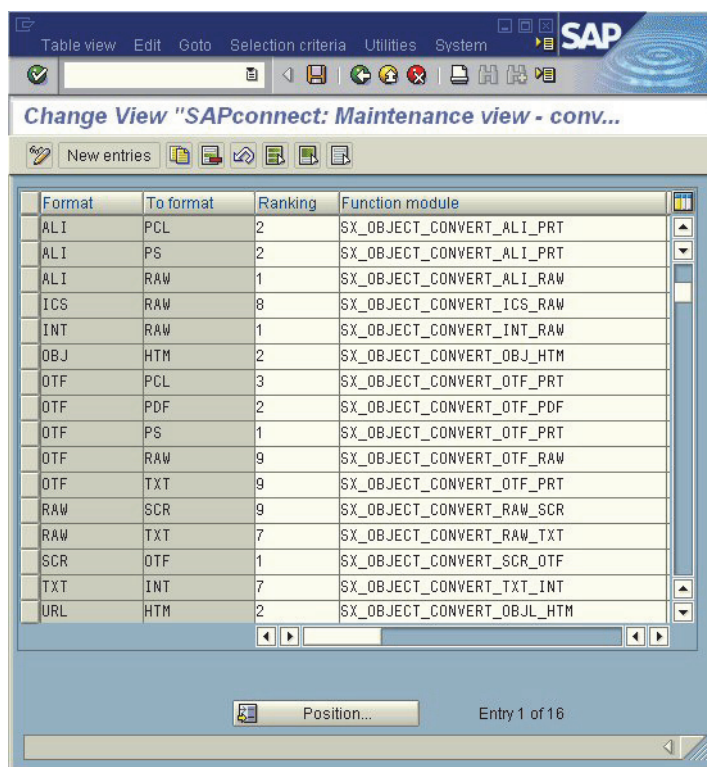 Table view Edit Goto Selection criteria Utilities System
SAP
Change View "SAPconnect: Maintenance view - conv...
New entries
Format To format Ranking Function module
ALI PCL 2 SX_OBJECT_CONVERT_ALI_PRT
ALI PS 2 SX_OBJECT_CONVERT_ALI_PRT
ALI RAW 1 SX_OBJECT_CONVERT_ALI_RAW
ICS RAW 8 SX_OBJECT_CONVERT_ICS_RAW
INT RAW 1 SX_OBJECT_CONVERT_INT_RAW
OBJ HTM 2 SX_OBJECT_CONVERT_OBJ_HTM
OTF PCL 3 SX_OBJECT_CONVERT_OTF_PRT
OTF PDF 2 SX_OBJECT_CONVERT_OTF_PDF
OTF PS 1 SX_OBJECT_CONVERT_OTF_PRT
OTF RAW 9 SX_OBJECT_CONVERT_OTF_RAW
OTF TXT 9 SX_OBJECT_CONVERT_OTF_PRT
RAW SCR 9 SX_OBJECT_CONVERT_RAW_SCR
RAW TXT 7 SX_OBJECT_CONVERT_RAW_TXT
SCR OTF 1 SX_OBJECT_CONVERT_SCR_OTF
TXT INT 7 SX_OBJECT_CONVERT_TXT_INT
URL HTM 2 SX_OBJECT_CONVERT_OBJL_HTM
Position... Entry 1 of 16